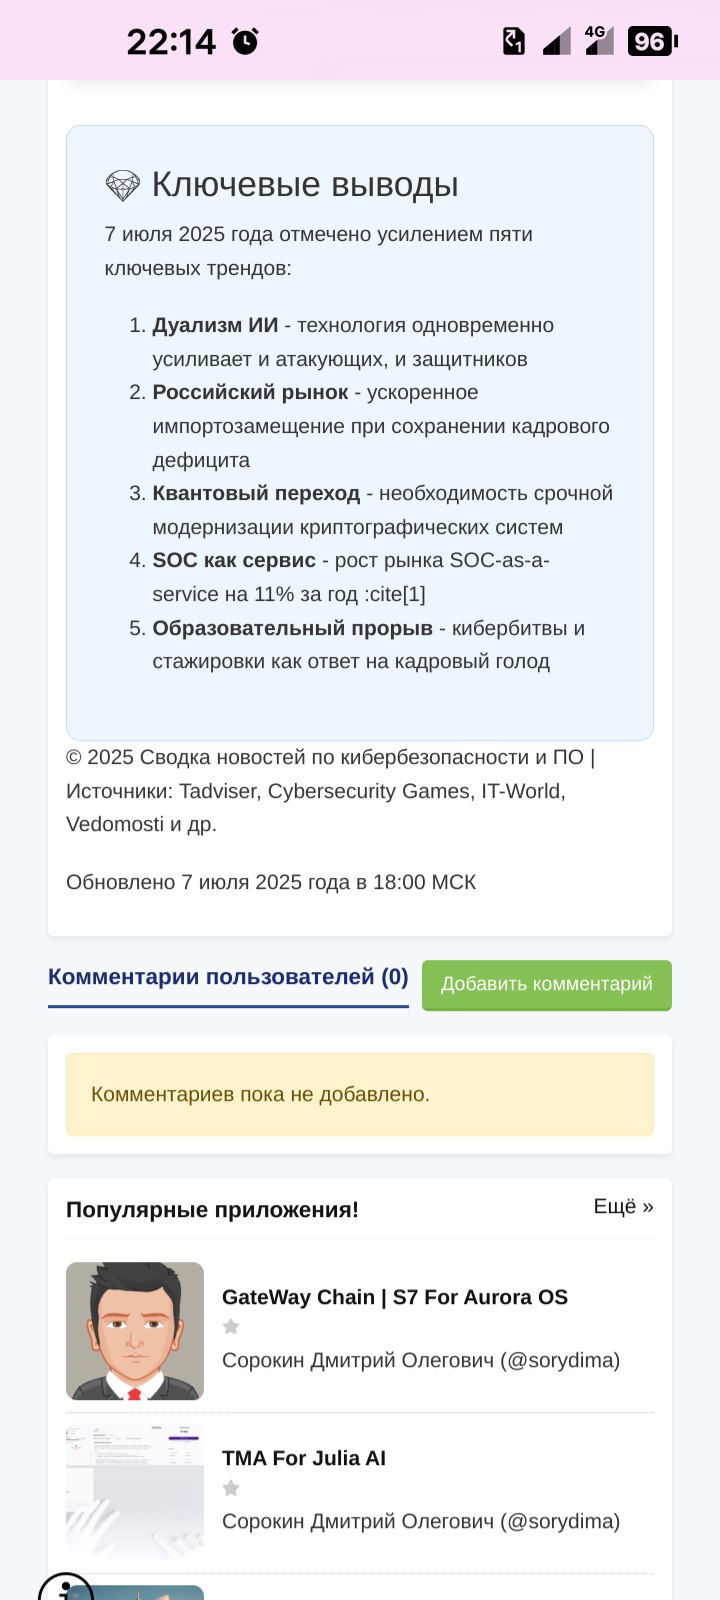 22:14
4G
1
96
Ключевые выводы
7 июля 2025 года отмечено усилением пяти
ключевых трендов:
1. Дуализм ИИ - технология одновременно
усиливает и атакующих, и защитников
2. Российский рынок - ускоренное
импортозамещение при сохранении кадрового
дефицита
3. Квантовый переход - необходимость срочной
модернизации криптографических систем
4. SOC как сервис - рост рынка SOC-as-a-
service на 11% за год :cite[1]
5. Образовательный прорыв - кибербитвы и
стажировки как ответ на кадровый голод
© 2025 Сводка новостей по кибербезопасности и ПО |
Источники: Tadviser, Cybersecurity Games, IT-World,
Vedomosti и др.
Обновлено 7 июля 2025 года в 18:00 МСК
Комментарии пользователей (0)
Добавить комментарий
Комментариев пока не добавлено.
Популярные приложения!
Ещё »
GateWay Chain | S7 For Aurora OS
Сорокин Дмитрий Олегович (@sorydima)
TMA For Julia AI
Сорокин Дмитрий Олегович (@sorydima)